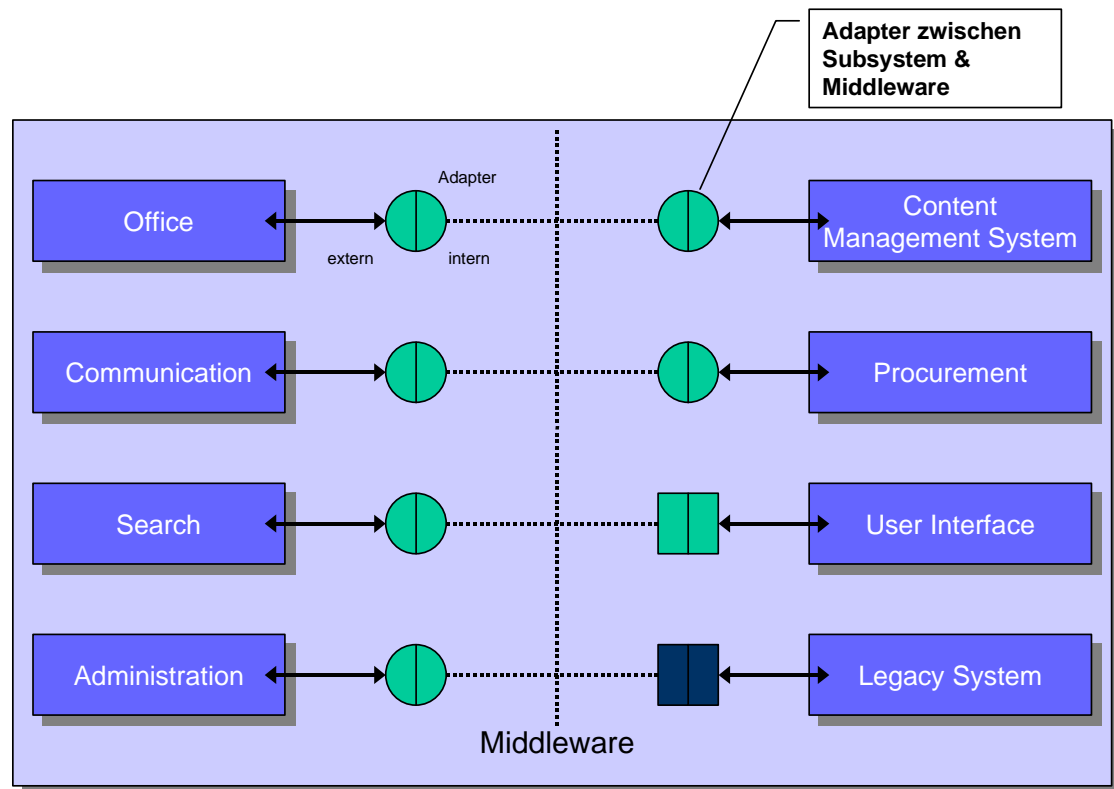 Adapter zwischen
Subsystem &
Middleware
Adapter
Office
Content
Management System
extern
intern
Communication
Procurement
Search
User Interface
Administration
Legacy System
Middleware